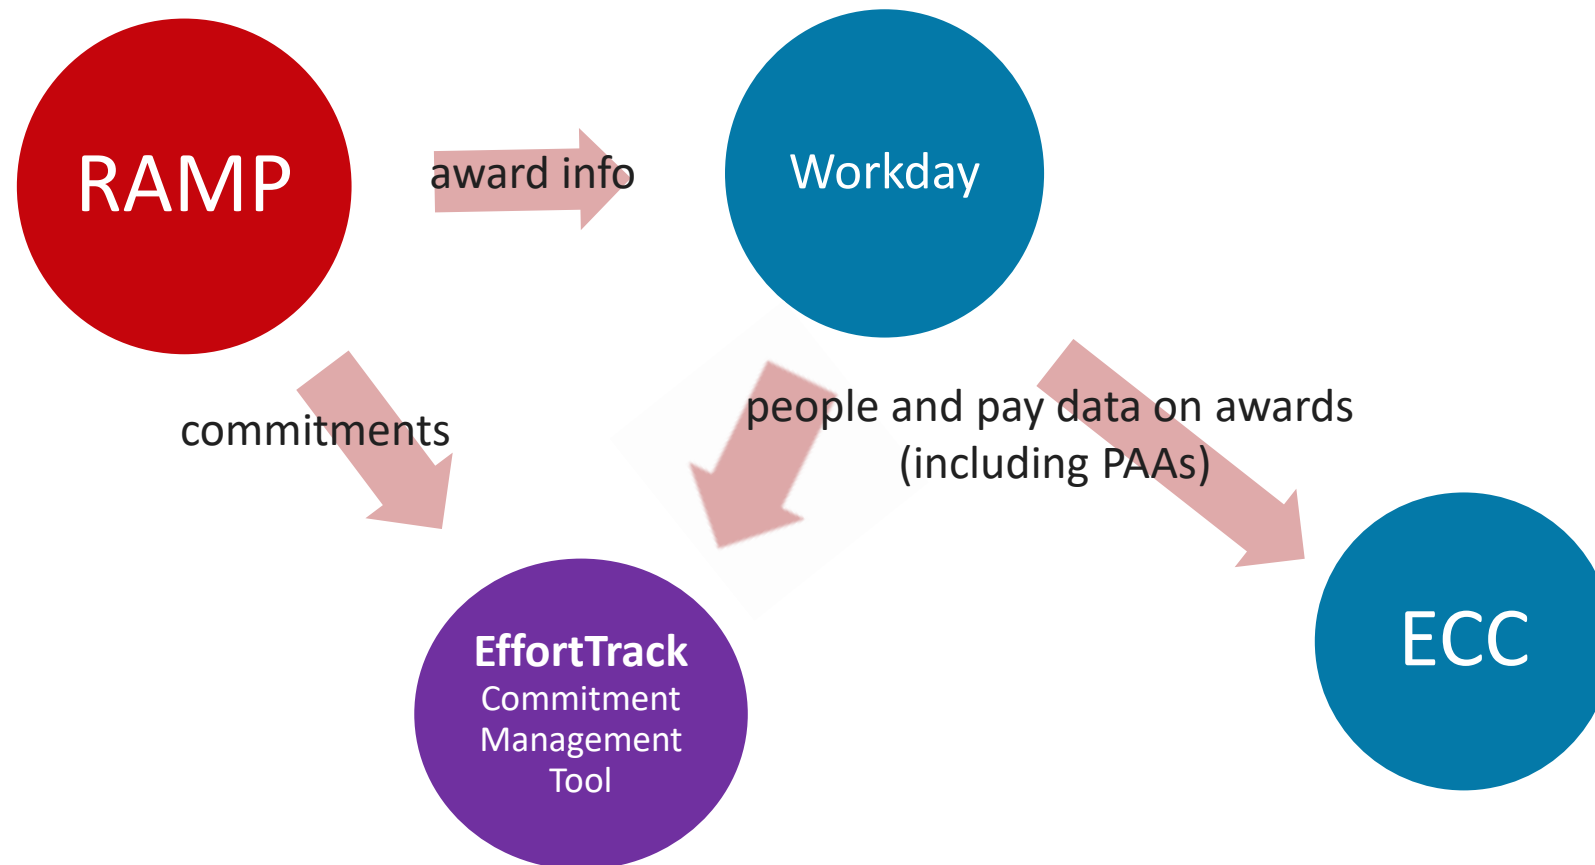 RAMP
award info
Workday
commitments
people and pay data on awards
(including PAAs)
EffortTrack
Commitment
Management
Tool
ECC